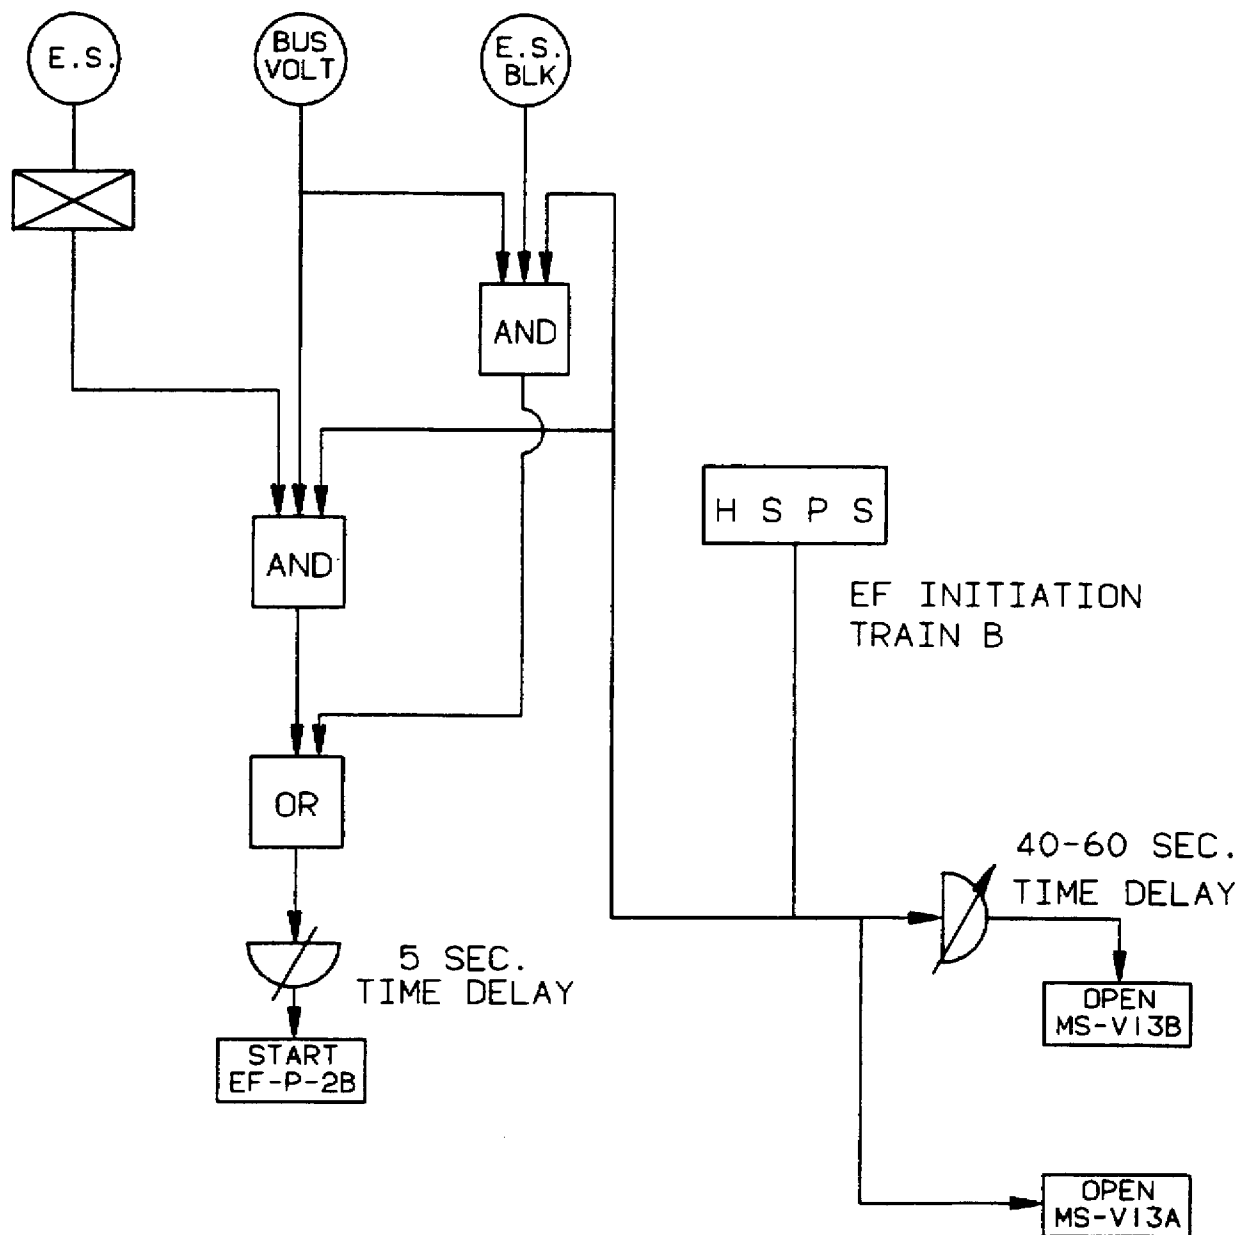 E.S.
BUS
VOLT
E.S.
BLK
AND
H S P S
AND
EF INITIATION
TRAIN B
OR
40-60 SEC.
TIME DELAY
5 SEC.
TIME DELAY
OPEN
MS-V13B
START
EF-P-2B
OPEN
MS-V13A